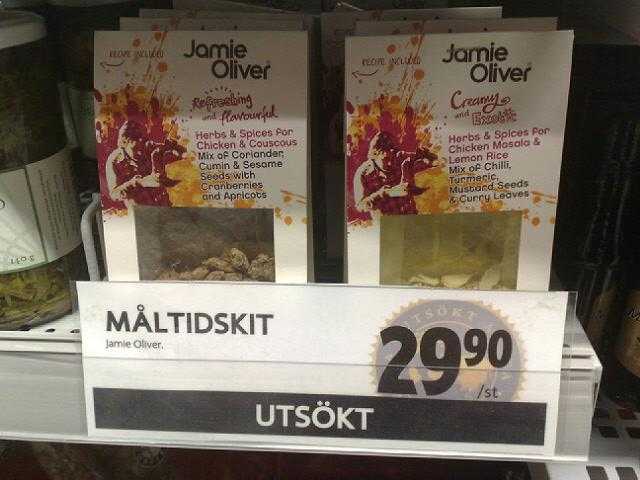 RECIPE INCLUDED
Jamie
Oliver
Refreshing
and flavourful
Herbs & Spices for
Chicken & Couscous
Mix of Coriander,
Cumin & Sesame
Seeds with
Cranberries
and Apricots
RECIPE INCLUDED
Jamie
Oliver
Creamy
and Exotic
Herbs & Spices for
Chicken Masala &
Lemon Rice
Mix of Chilli,
Turmeric,
Mustard Seeds
& Curry Leaves
MÅLTIDSKIT
Jamie Oliver.
UTSÖKT
29 90
/st
UTSÖKT